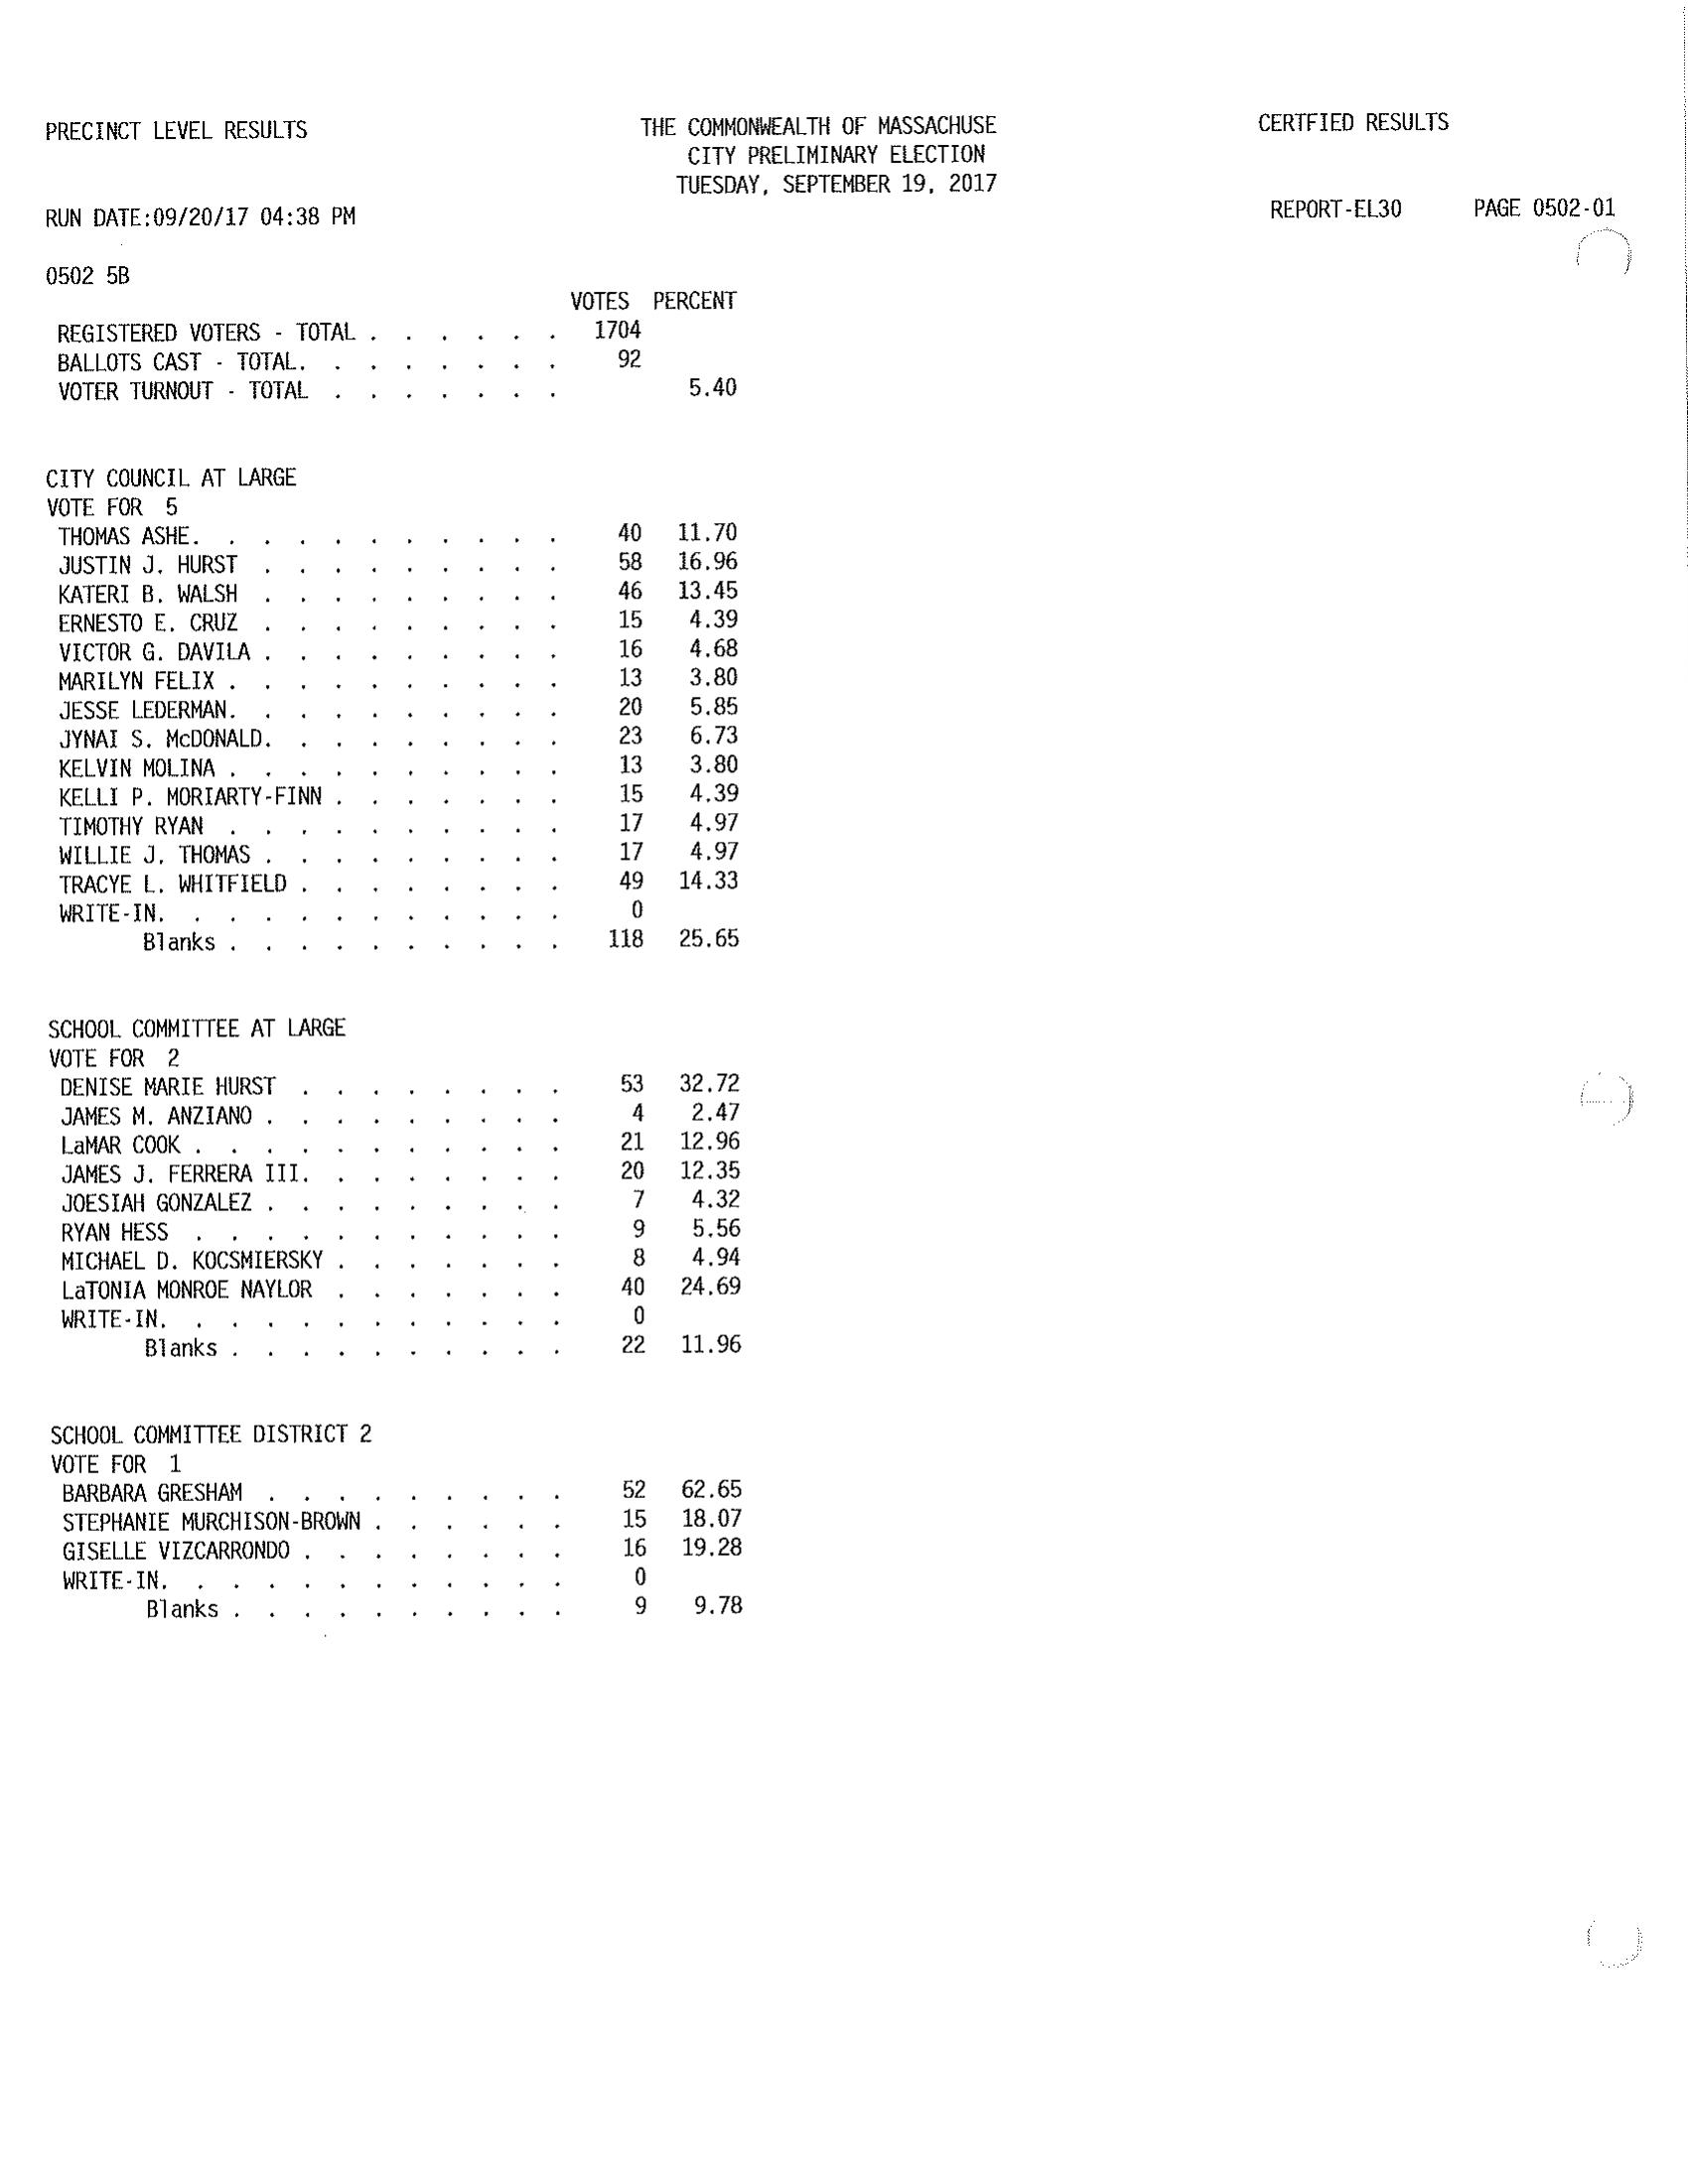 PRECINCT LEVEL RESULTS THE COMMONWEALTH OF MASSACHUSE CERTFIED RESULTS
CITY PRELIMINARY ELECTION
TUESDAY, SEPTEMBER 19, 2017
RUN DATE:09/20/17 04:38 PM REPORT-EL30 PAGE 0502-01
0502 5B
VOTES PERCENT
REGISTERED VOTERS - TOTAL . . . . . . 1704
BALLOTS CAST - TOTAL. . . . . . . . 92
VOTER TURNOUT - TOTAL . . . . . . . 5.40
CITY COUNCIL AT LARGE
VOTE FOR 5
THOMAS ASHE. . . . . . . . . . . 40 11.70
JUSTIN J. HURST . . . . . . . . . 58 16.96
KATERI B. WALSH . . . . . . . . . 46 13.45
ERNESTO E. CRUZ . . . . . . . . . 15 4.39
VICTOR G. DAVILA . . . . . . . . . 16 4.68
MARILYN FELIX . . . . . . . . . . 13 3.80
JESSE LEDERMAN. . . . . . . . . . 20 5.85
JYNAI S. McDONALD. . . . . . . . . 23 6.73
KELVIN MOLINA . . . . . . . . . . 13 3.80
KELLI P. MORIARTY-FINN . . . . . . . 15 4.39
TIMOTHY RYAN . . . . . . . . . . 17 4.97
WILLIE J. THOMAS . . . . . . . . . 17 4.97
TRACYE L. WHITFIELD . . . . . . . . 49 14.33
WRITE-IN. . . . . . . . . . . . 0
Blanks . . . . . . . . . . 118 25.65
SCHOOL COMMITTEE AT LARGE
VOTE FOR 2
DENISE MARIE HURST . . . . . . . . 53 32.72
JAMES M. ANZIANO . . . . . . . . . 4 2.47
LaMAR COOK . . . . . . . . . . . 21 12.96
JAMES J. FERRERA III. . . . . . . . 20 12.35
JOESIAH GONZALEZ . . . . . . . . . 7 4.32
RYAN HESS . . . . . . . . . . . 9 5.56
MICHAEL D. KOCSMIERSKY . . . . . . . 8 4.94
LaTONIA MONROE NAYLOR . . . . . . . 40 24.69
WRITE-IN. . . . . . . . . . . . 0
Blanks . . . . . . . . . . 22 11.96
SCHOOL COMMITTEE DISTRICT 2
VOTE FOR 1
BARBARA GRESHAM . . . . . . . . . 52 62.65
STEPHANIE MURCHISON-BROWN . . . . . . 15 18.07
GISELLE VIZCARRONDO . . . . . . . . 16 19.28
WRITE-IN. . . . . . . . . . . . 0
Blanks . . . . . . . . . . 9 9.78